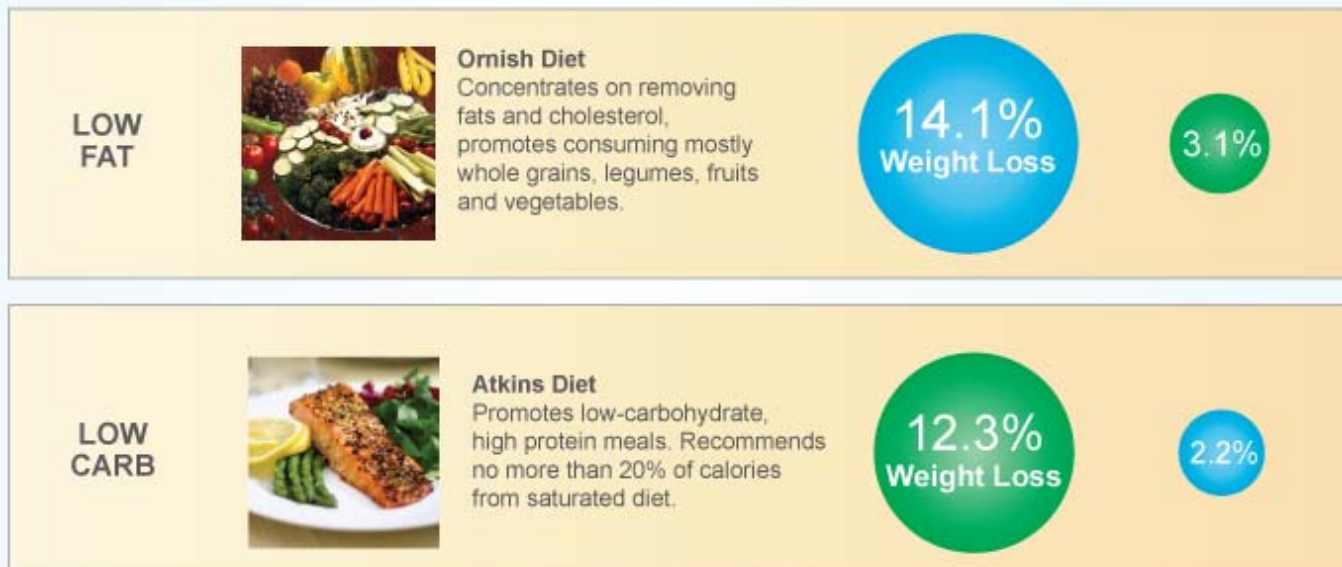 LOW
FAT
Ornish Diet
Concentrates on removing
fats and cholesterol,
promotes consuming mostly
whole grains, legumes, fruits
and vegetables.
14.1%
Weight Loss
3.1%
LOW
CARB
Atkins Diet
Promotes low-carbohydrate,
high protein meals. Recommends
no more than 20% of calories
from saturated diet.
12.3%
Weight Loss
2.2%